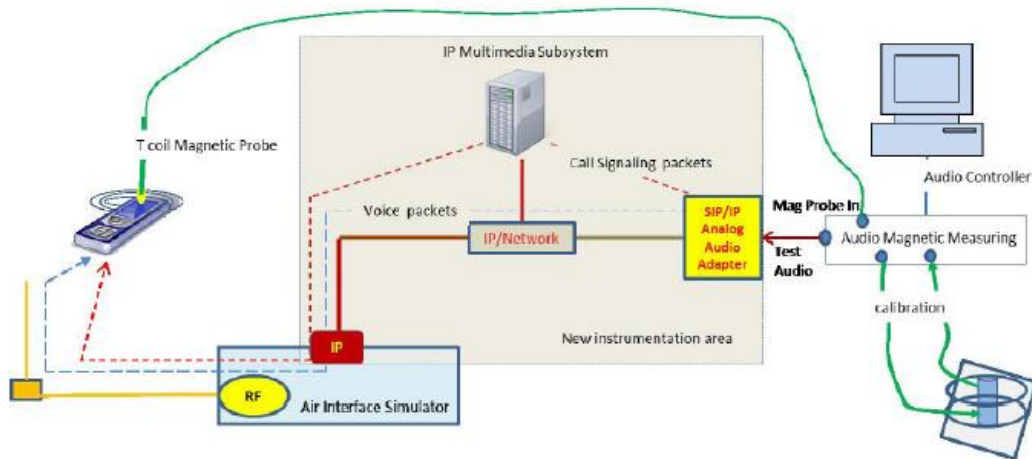 IP Multimedia Subsystem
T coil Magnetic Probe
Call Signaling packets
Audio Controller
Voice packets
SIP/IP
Analog
Audio
Adapter
Mag Probe In
IP/Network
Audio Magnetic Measuring
Test
Audio
calibration
New instrumentation area
IP
RF
Air Interface Simulator